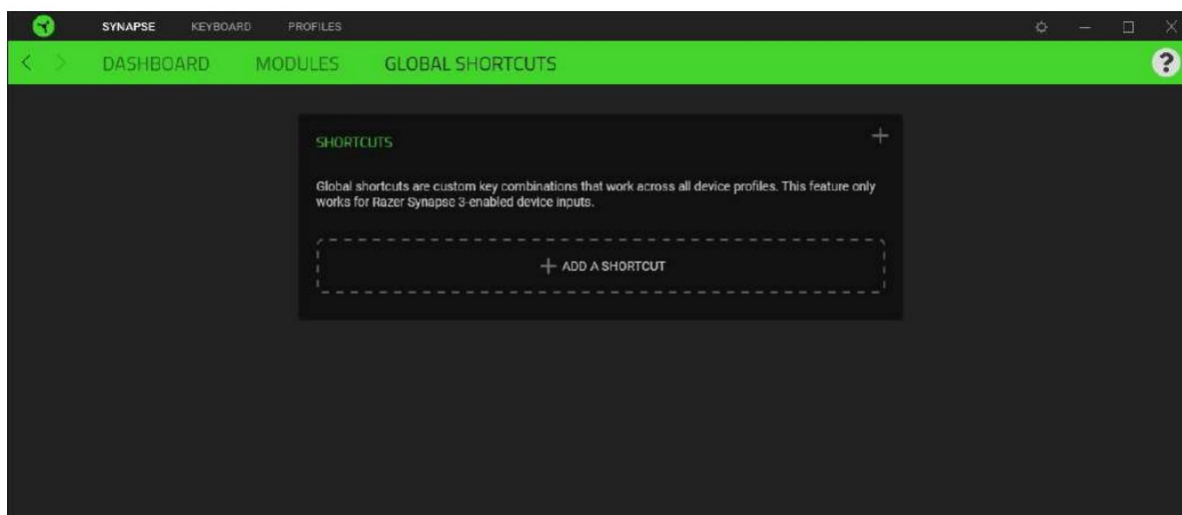 SYNAPSE KEYBOARD PROFILES
DASHBOARD MODULES GLOBAL SHORTCUTS ?
SHORTCUTS
Global shortcuts are custom key combinations that work across all device profiles. This feature only
works for Razer Synapse 3-enabled device inputs.
ADD A SHORTCUT